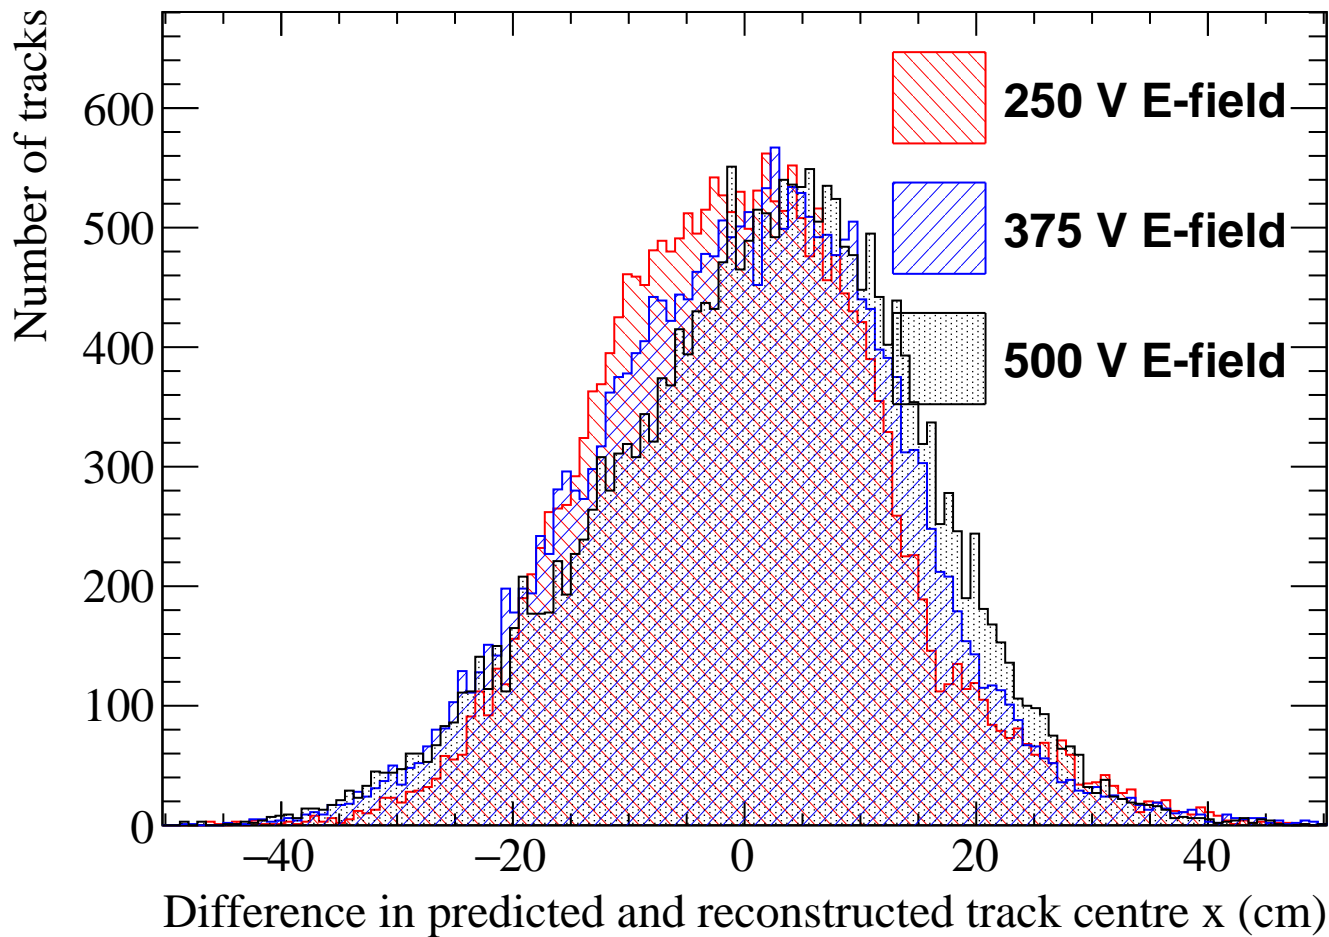 Number of tracks
600
500
400
300
200
100
0
250 V E-field
375 V E-field
500 V E-field
−40 −20 0 20 40
Difference in predicted and reconstructed track centre x (cm)